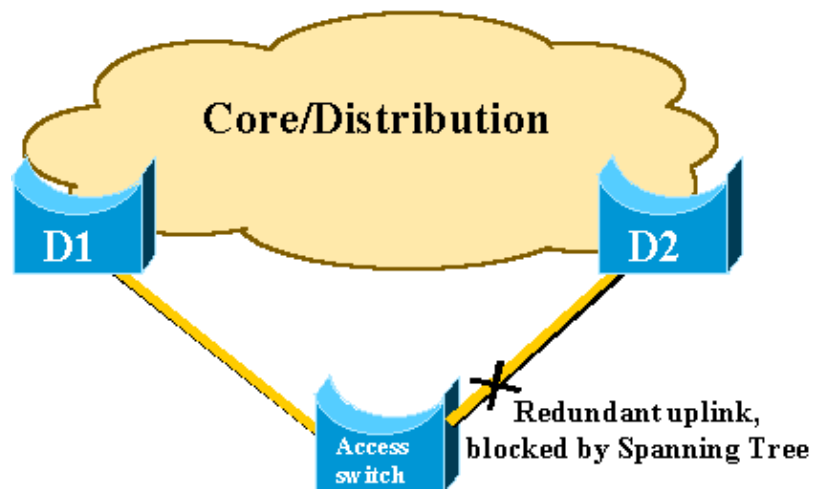 Core/Distribution
D1
D2
Redundant uplink,
blocked by Spanning Tree
Access
switch